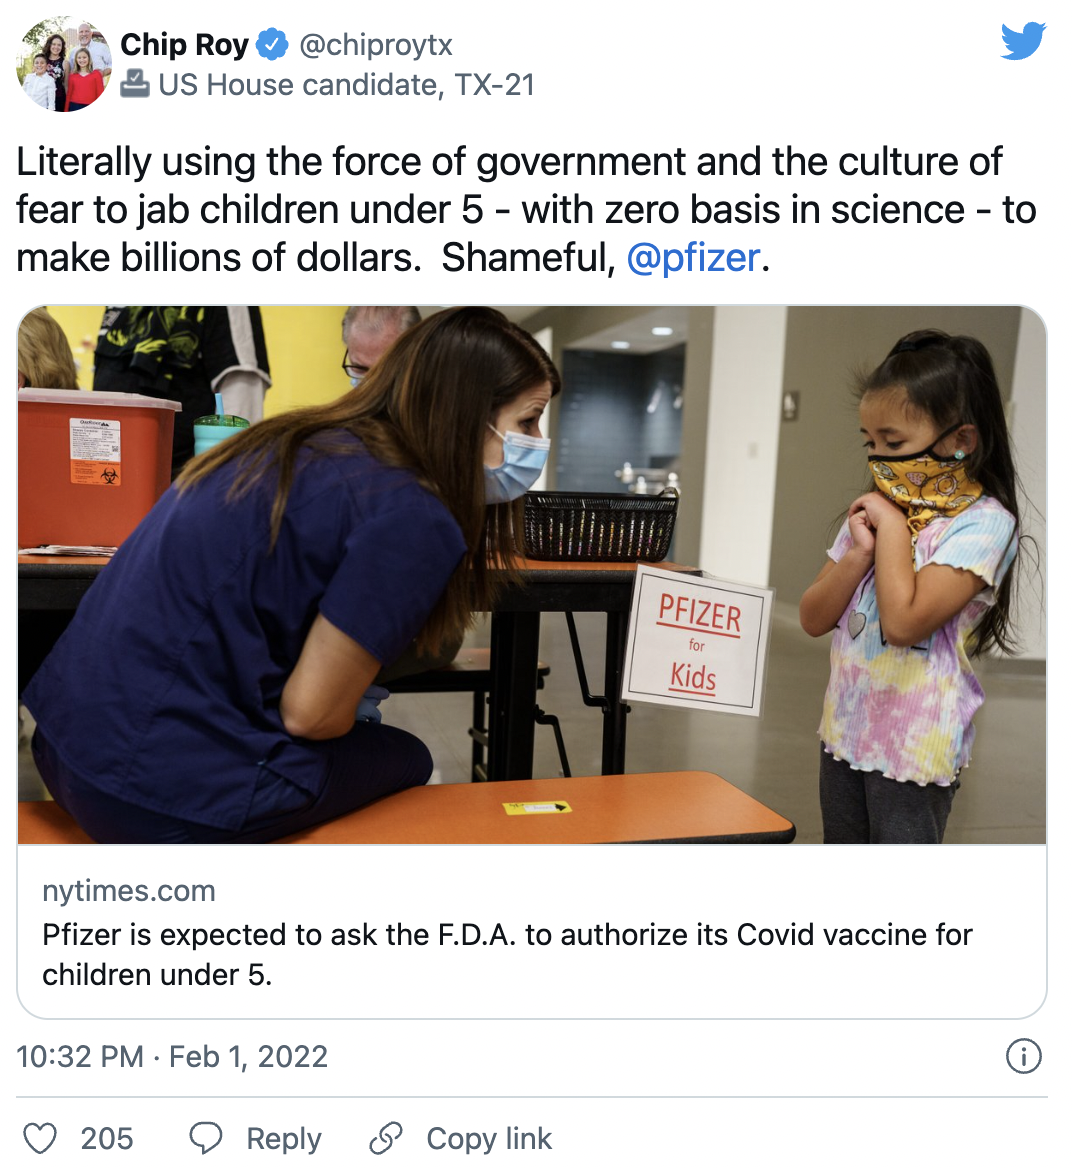 Chip Roy @chiproytx
US House candidate, TX-21
Literally using the force of government and the culture of
fear to jab children under 5 - with zero basis in science - to
make billions of dollars.  Shameful, @pfizer.
PFIZER
for
Kids
nytimes.com
Pfizer is expected to ask the F.D.A. to authorize its Covid vaccine for
children under 5.
10:32 PM · Feb 1, 2022
205 Reply Copy link